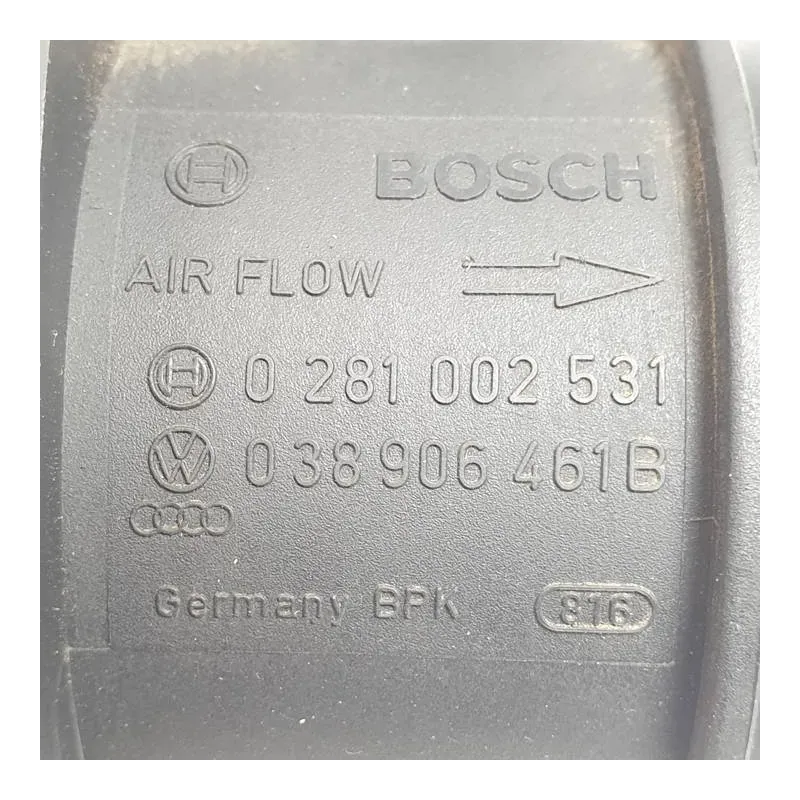 BOSCH
AIR FLOW
0 281 002 531
038 906 461B
Germany BPK 816